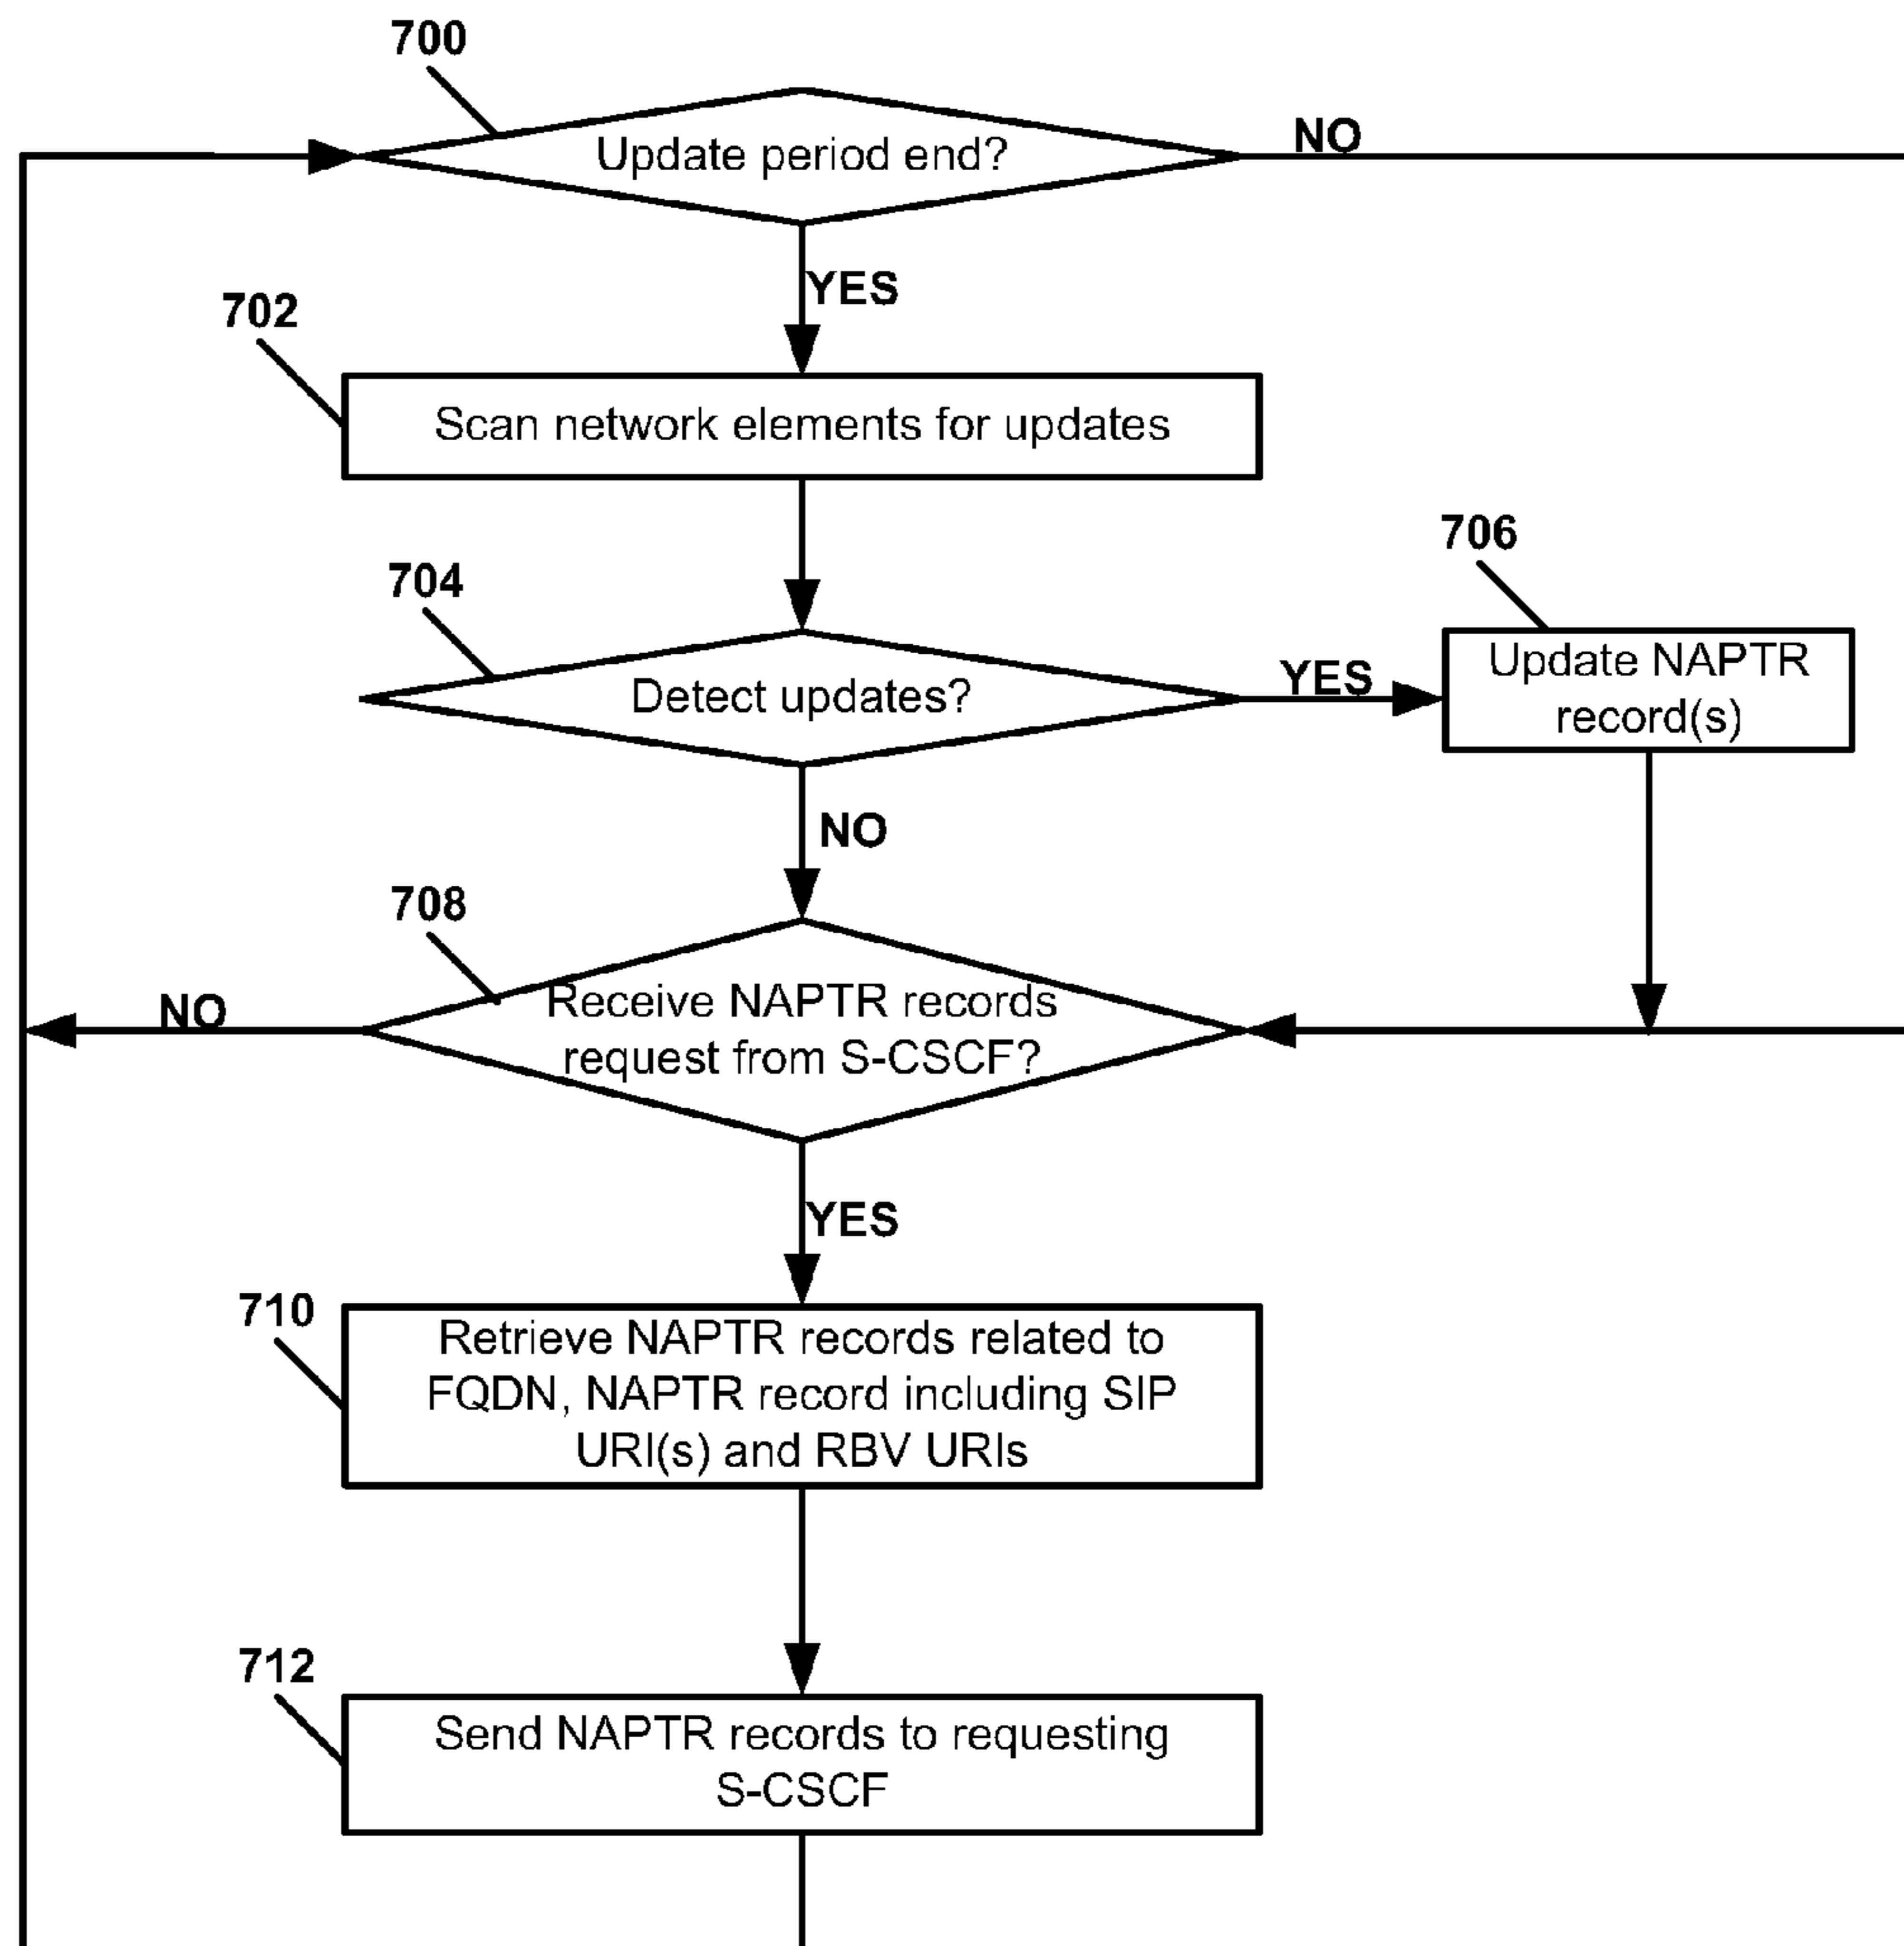 700
Update period end?
NO
YES
702
Scan network elements for updates
706
704
Update NAPTR
record(s)
Detect updates?
YES
NO
708
Receive NAPTR records
request from S-CSCF?
NO
YES
710
Retrieve NAPTR records related to
FQDN, NAPTR record including SIP
URI(s) and RBV URIs
712
Send NAPTR records to requesting
S-CSCF